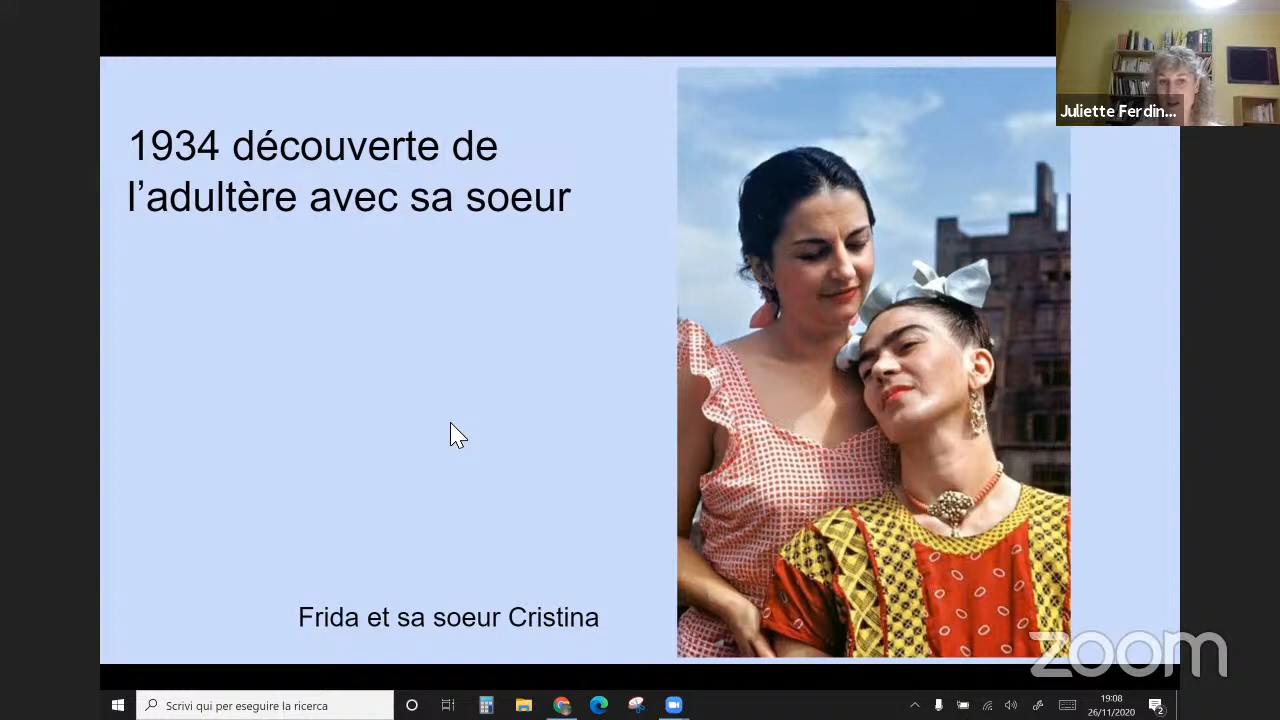 1934 découverte de
l’adultère avec sa soeur
Frida et sa soeur Cristina
Juliette Ferdin...
zoom
Scrivi qui per eseguire la ricerca
19:08
26/11/2020
2